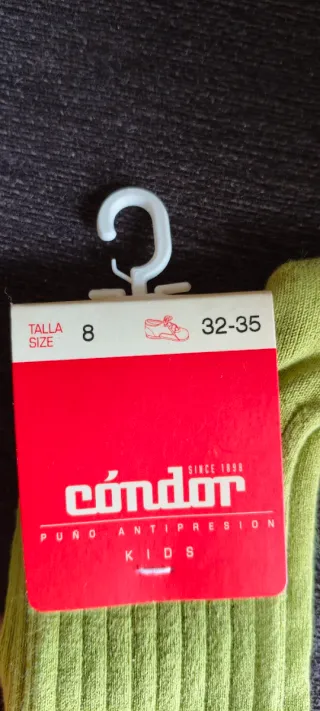 TALLA
SIZE 8 32-35
SINCE 1898
cóndor
PUÑO ANTIPRESION
KIDS